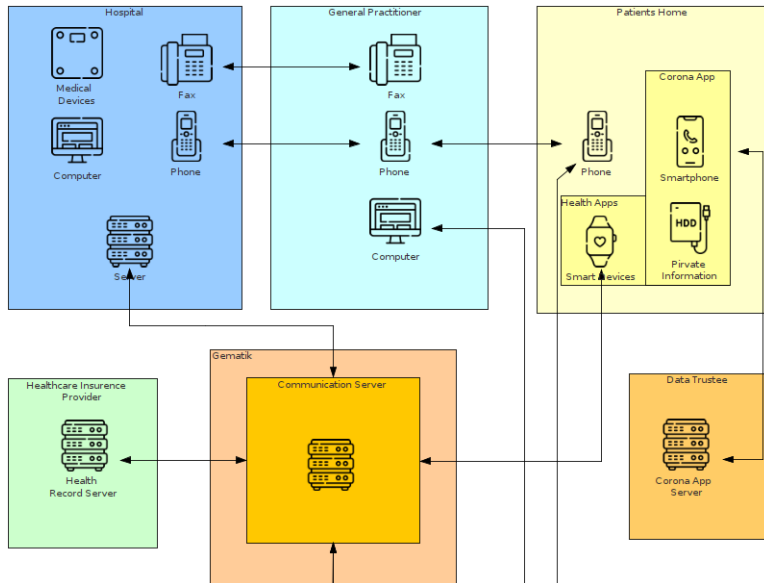 Hospital
General Practitioner
Patients Home
Medical
Devices
Fax
Fax
Corona App
Computer
Phone
Phone
Phone
Smartphone
Health Apps
HDD
Server
Computer
Smart Devices
Pirvate
Information
Gematik
Healthcare Insurence
Provider
Communication Server
Data Trustee
Health
Record Server
Corona App
Server